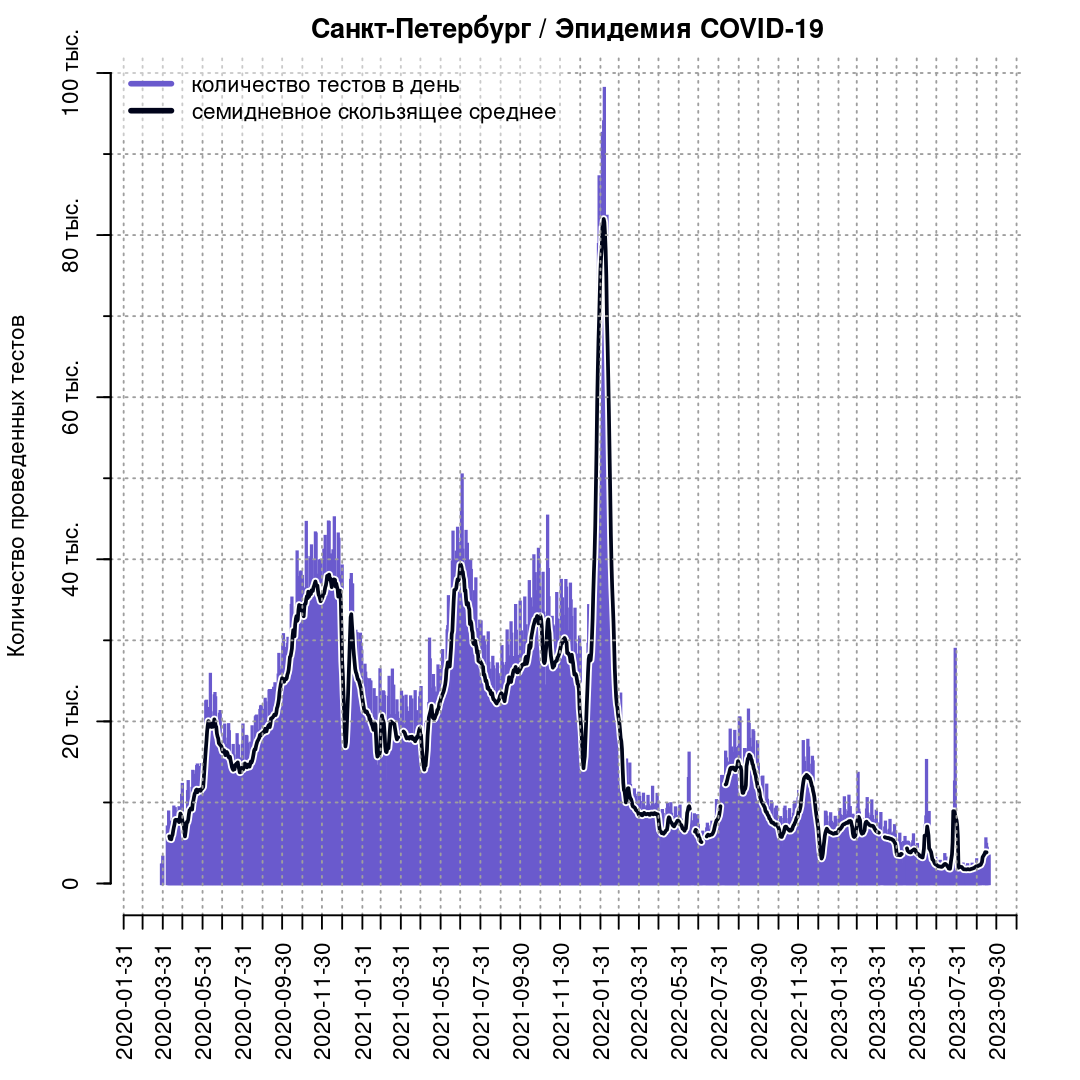 Санкт-Петербург / Эпидемия COVID-19
количество тестов в день
семидневное скользящее среднее
Количество проведенных тестов
100 тыс.
80 тыс.
60 тыс.
40 тыс.
20 тыс.
0
2020-01-31
2020-03-31
2020-05-31
2020-07-31
2020-09-30
2020-11-30
2021-01-31
2021-03-31
2021-05-31
2021-07-31
2021-09-30
2021-11-30
2022-01-31
2022-03-31
2022-05-31
2022-07-31
2022-09-30
2022-11-30
2023-01-31
2023-03-31
2023-05-31
2023-07-31
2023-09-30